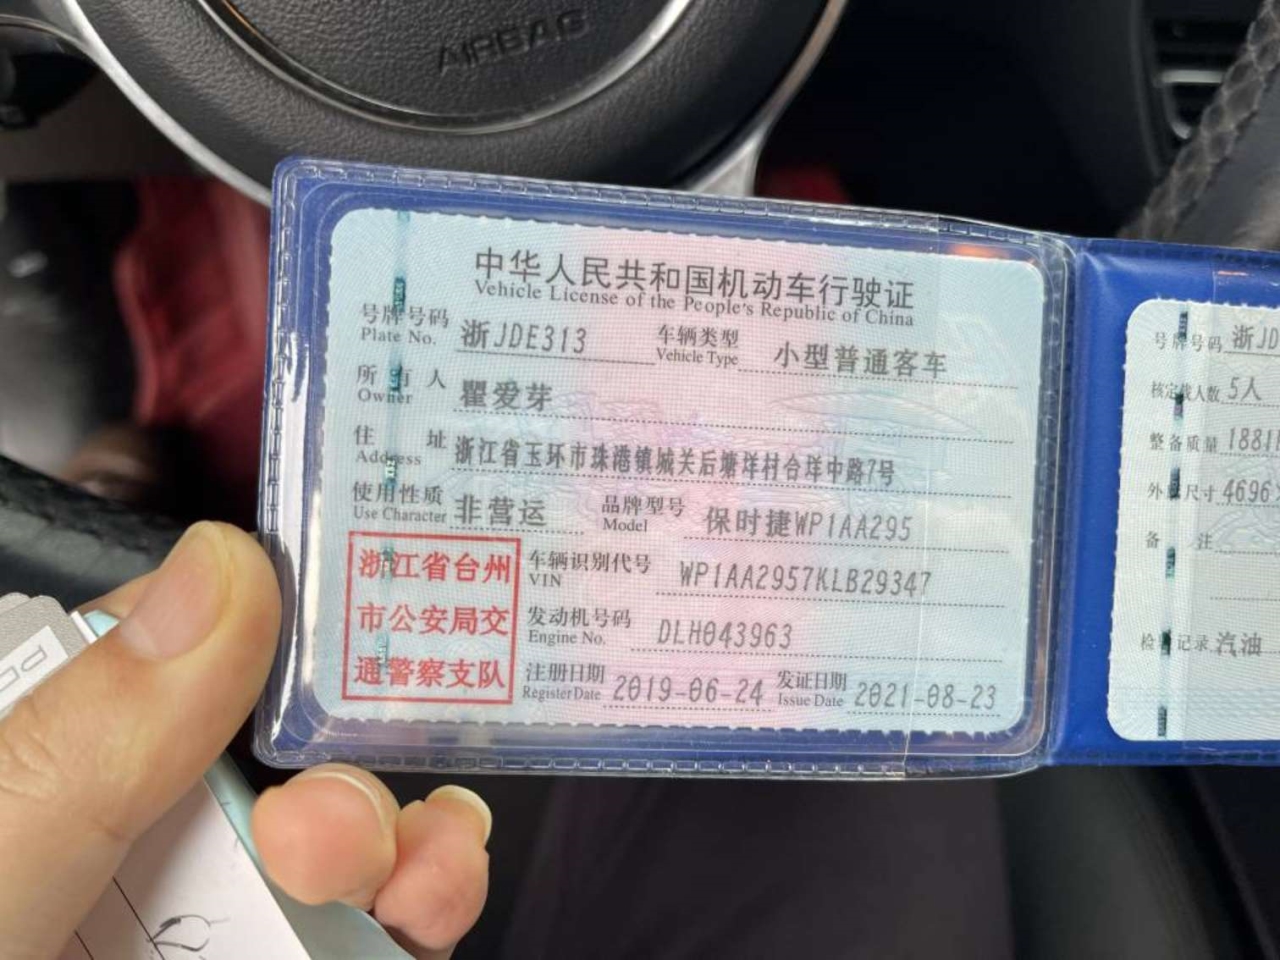 AIRBAG
中华人民共和国机动车行驶证
Vehicle License of the People's Republic of China
号牌号码 浙JDE313 车辆类型 小型普通客车
Plate No. Vehicle Type
所有人 瞿爱芽
Owner
住址 浙江省玉环市珠港镇城关后塘垟村合垟中路7号
Address
使用性质 非营运 品牌型号 保时捷WP1AA295
Use Character Model
浙江省台州
市公安局交
通警察支队
车辆识别代号 WP1AA2957KLB29347
VIN
发动机号码 DLH043963
Engine No.
注册日期 2019-06-24 发证日期 2021-08-23
Register Date Issue Date
号牌号码 浙JD
核定载人数 5人
整备质量 1881
外 尺寸 4696
备注
检 记录 汽油